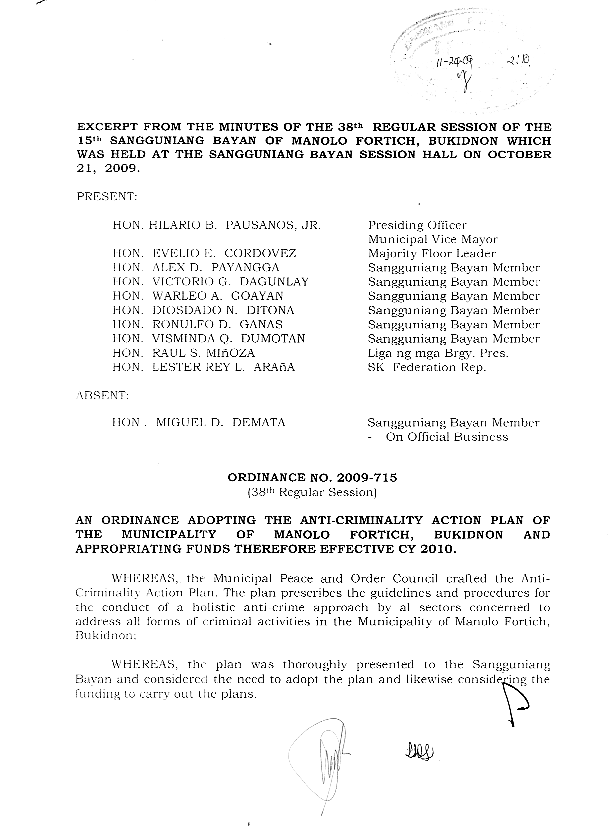 11-24-09 2:10
EXCERPT FROM THE MINUTES OF THE 38th REGULAR SESSION OF THE
15th SANGGUNIANG BAYAN OF MANOLO FORTICH, BUKIDNON WHICH
WAS HELD AT THE SANGGUNIANG BAYAN SESSION HALL ON OCTOBER
21, 2009.
PRESENT:
HON. HILARIO B. PAUSANOS, JR. Presiding Officer
Municipal Vice Mayor
HON. EVELIO E. CORDOVEZ Majority Floor Leader
HON. ALEX D. PAYANGGA Sangguniang Bayan Member
HON. VICTORIO G. DAGUNLAY Sangguniang Bayan Member
HON. WARLEO A. GOAYAN Sangguniang Bayan Member
HON. DIOSDADO N. DITONA Sangguniang Bayan Member
HON. RONULFO D. GANAS Sangguniang Bayan Member
HON. VISMINDA Q. DUMOTAN Sangguniang Bayan Member
HON. RAUL S. MIñOZA Liga ng mga Brgy. Pres.
HON. LESTER REY L. ARAñA SK Federation Rep.
ABSENT:
HON. MIGUEL D. DEMATA Sangguniang Bayan Member
- On Official Business
ORDINANCE NO. 2009-715
(38th Regular Session)
AN ORDINANCE ADOPTING THE ANTI-CRIMINALITY ACTION PLAN OF
THE MUNICIPALITY OF MANOLO FORTICH, BUKIDNON AND
APPROPRIATING FUNDS THEREFORE EFFECTIVE CY 2010.
WHEREAS, the Municipal Peace and Order Council crafted the Anti-
Criminality Action Plan. The plan prescribes the guidelines and procedures for
the conduct of a holistic anti-crime approach by al sectors concerned to
address all forms of criminal activities in the Municipality of Manolo Fortich,
Bukidnon;
WHEREAS, the plan was thoroughly presented to the Sangguniang
Bayan and considered the need to adopt the plan and likewise considering the
funding to carry out the plans.